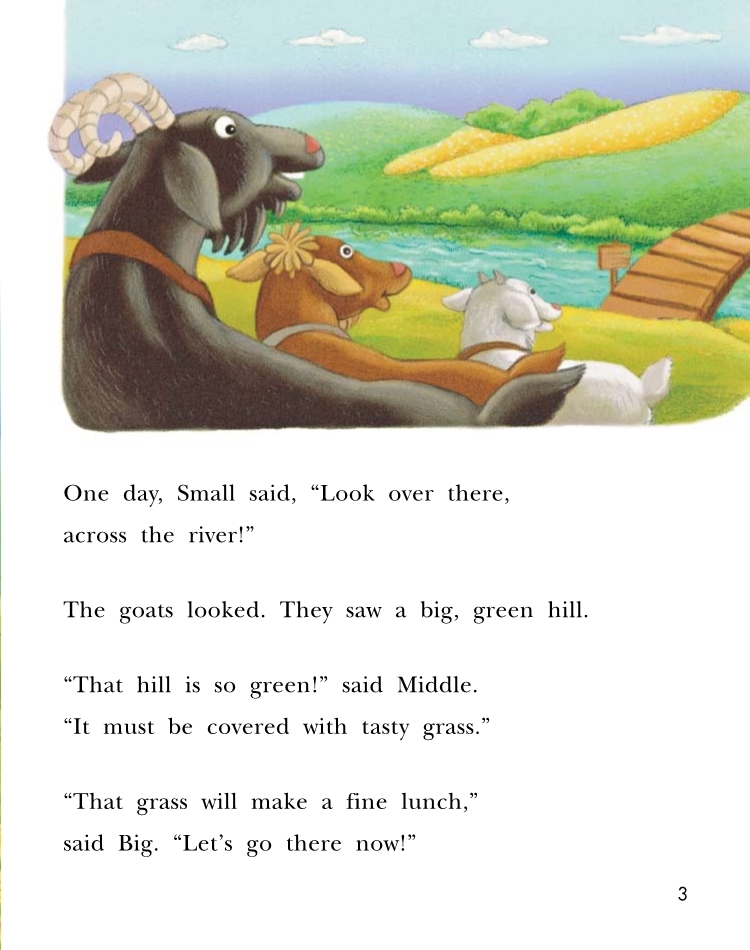 One day, Small said, “Look over there,
across the river!”
The goats looked. They saw a big, green hill.
“That hill is so green!” said Middle.
“It must be covered with tasty grass.”
“That grass will make a fine lunch,”
said Big. “Let’s go there now!”
3